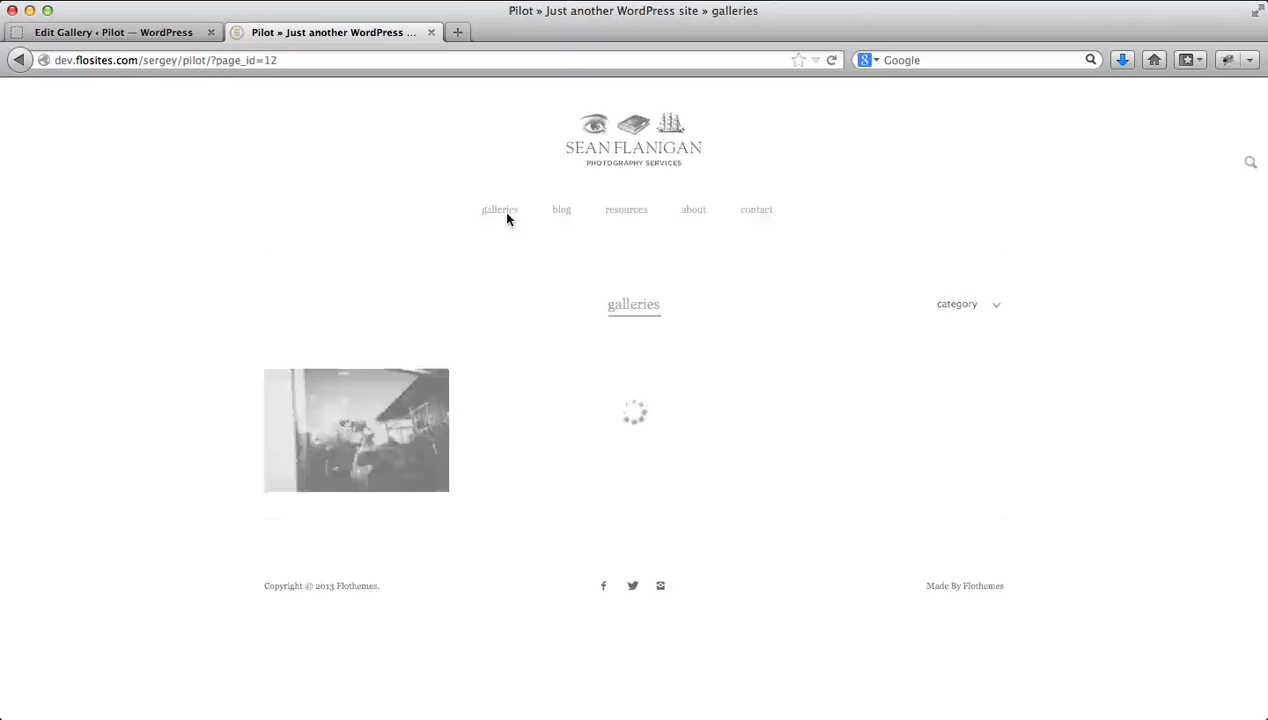 Pilot » Just another WordPress site » galleries
Edit Gallery ‹ Pilot — WordPress
Pilot » Just another WordPress ...
dev.flosites.com/sergey/pilot/?page_id=12
Google
SEAN FLANIGAN
PHOTOGRAPHY SERVICES
galleries
blog
resources
about
contact
galleries
category
Copyright © 2013 Flothemes.
Made By Flothemes